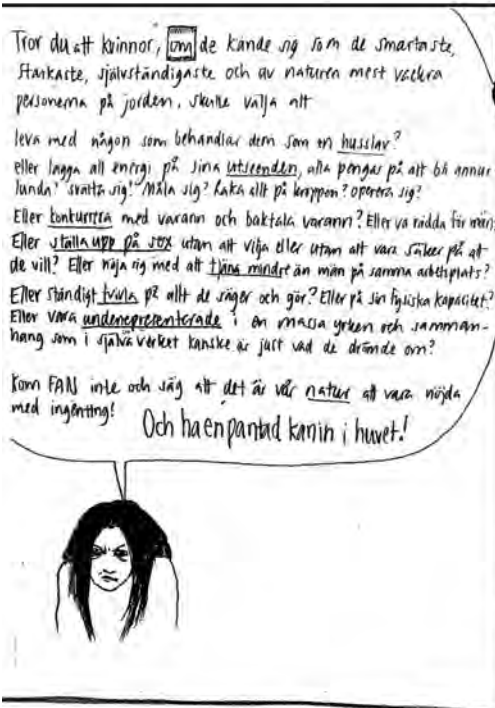 Tror du att kvinnor, om de kände sig som de smartaste,
starkaste, självständigaste och av naturen mest vackra
personerna på jorden, skulle välja att
leva med någon som behandlar dem som en husslav?
eller lägga all energi på sina utseenden, alla pengar på att bli annor
lunda? svälta sig? Måla sig? Raka allt på kroppen? operera sig?
Eller konkurrera med varann och baktala varann? Eller va rädda för män?
Eller ställa upp på sex utan att vilja eller utan att vara säker på att
de vill? Eller nöja sig med att tjäna mindre än män på samma arbetsplats?
Eller ständigt tvivla på allt de säger och gör? Eller på sin fysiska kapacitet?
Eller vara underrepresenterade i en massa yrken och samman-
hang som i själva verket kanske är just vad de drömde om?
Kom FAN inte och säg att det är vår natur att vara nöjda
med ingenting!
Och ha en pantad kanin i huvet!